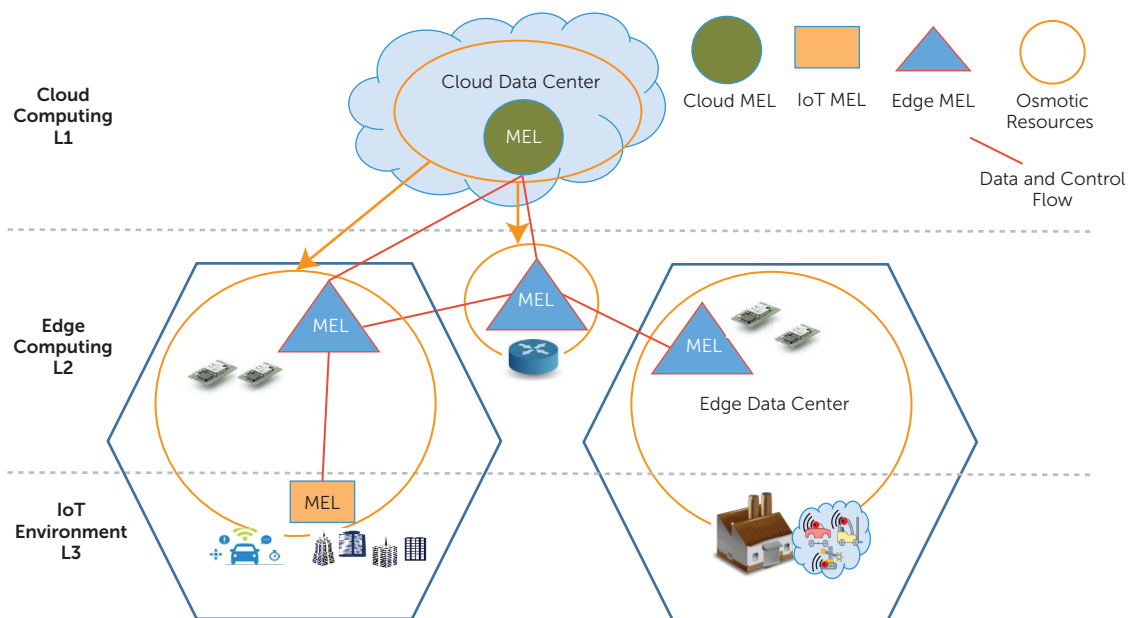 Cloud
Computing
L1
Cloud Data Center
MEL
Cloud MEL
IoT MEL
Edge MEL
Osmotic
Resources
Data and Control
Flow
Edge
Computing
L2
MEL
MEL
MEL
Edge Data Center
IoT
Environment
L3
MEL